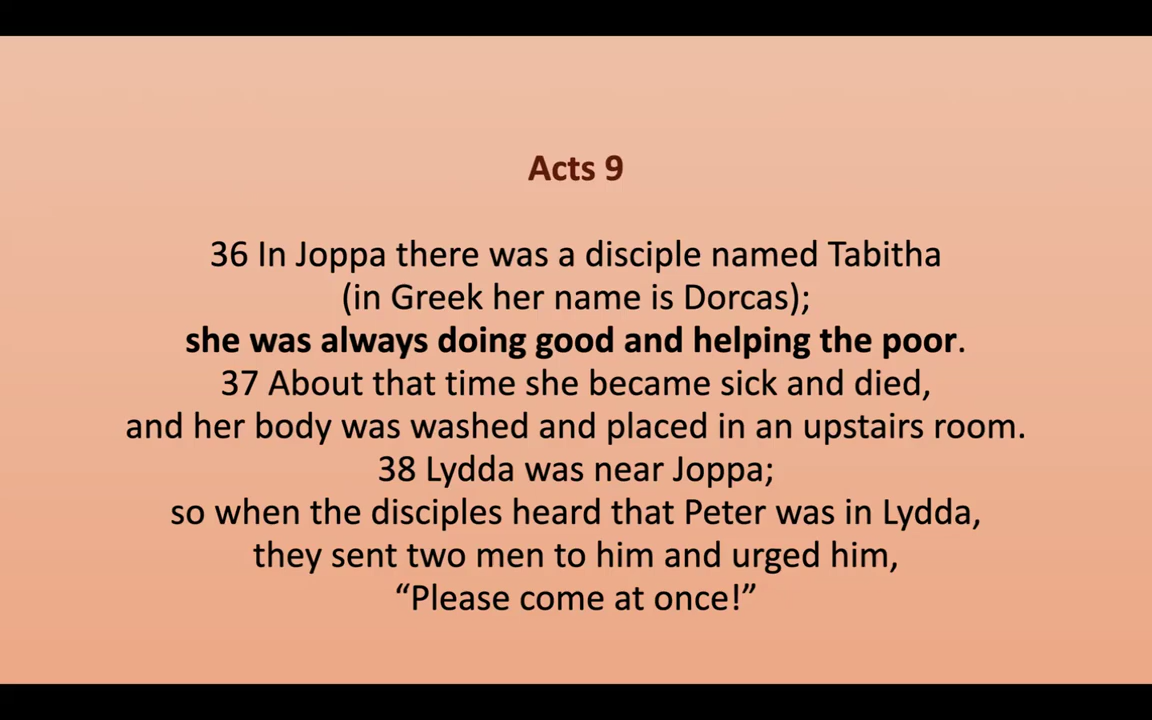 Acts 9
36 In Joppa there was a disciple named Tabitha
(in Greek her name is Dorcas);
she was always doing good and helping the poor.
37 About that time she became sick and died,
and her body was washed and placed in an upstairs room.
38 Lydda was near Joppa;
so when the disciples heard that Peter was in Lydda,
they sent two men to him and urged him,
“Please come at once!”